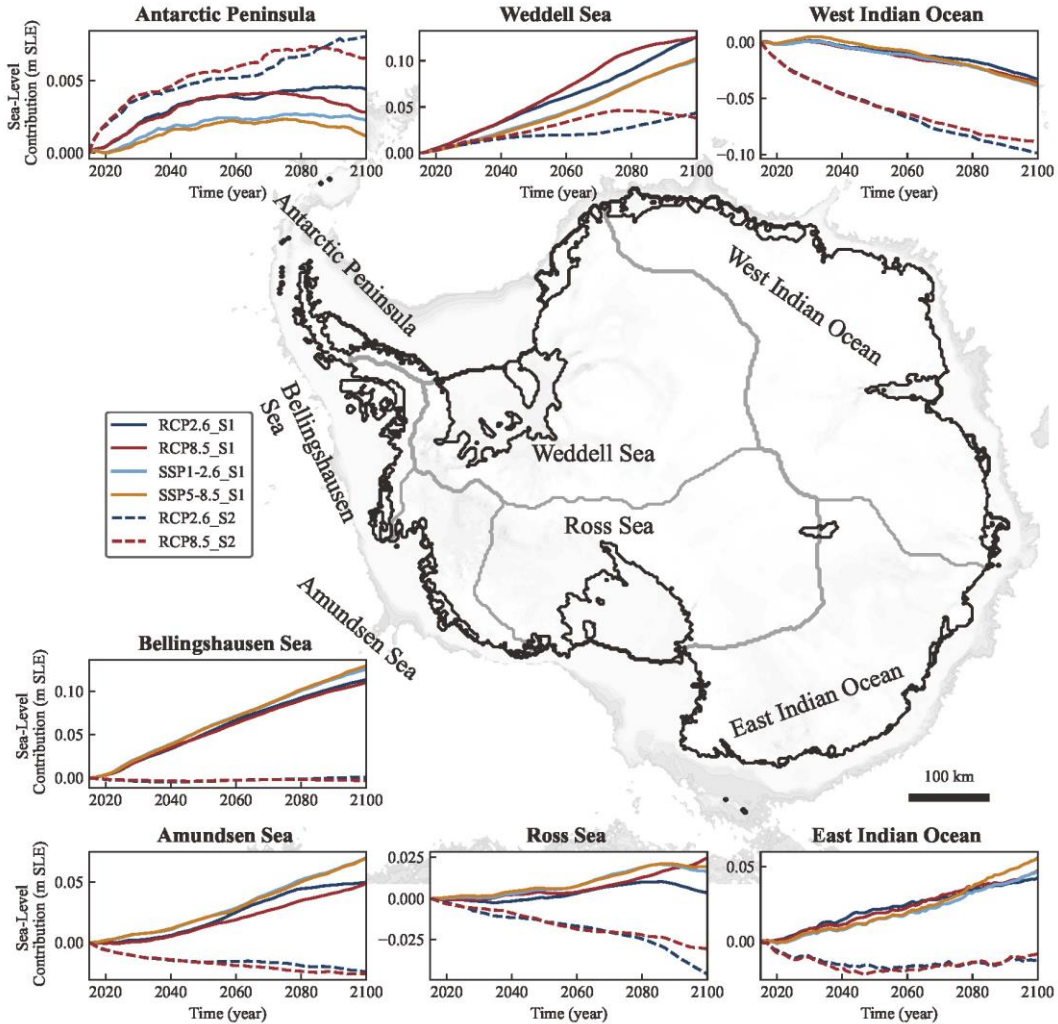 Antarctic Peninsula
Weddell Sea
West Indian Ocean
Sea-Level
Contribution (m SLE)
0.005
0.000
0.10
0.05
0.00
0.00
−0.05
−0.10
2020 2040 2060 2080 2100
2020 2040 2060 2080 2100
2020 2040 2060 2080 2100
Time (year)
Time (year)
Time (year)
Antarctic Peninsula
West Indian Ocean
Bellingshausen
Sea
RCP2.6_S1
RCP8.5_S1
SSP1-2.6_S1
SSP5-8.5_S1
RCP2.6_S2
RCP8.5_S2
Weddell Sea
Ross Sea
Amundsen Sea
East Indian Ocean
100 km
Bellingshausen Sea
Sea-Level
Contribution (m SLE)
0.10
0.05
0.00
2020 2040 2060 2080 2100
Amundsen Sea
Ross Sea
East Indian Ocean
Sea-Level
Contribution (m SLE)
0.05
0.00
0.025
0.000
−0.025
0.05
0.00
2020 2040 2060 2080 2100
2020 2040 2060 2080 2100
2020 2040 2060 2080 2100
Time (year)
Time (year)
Time (year)